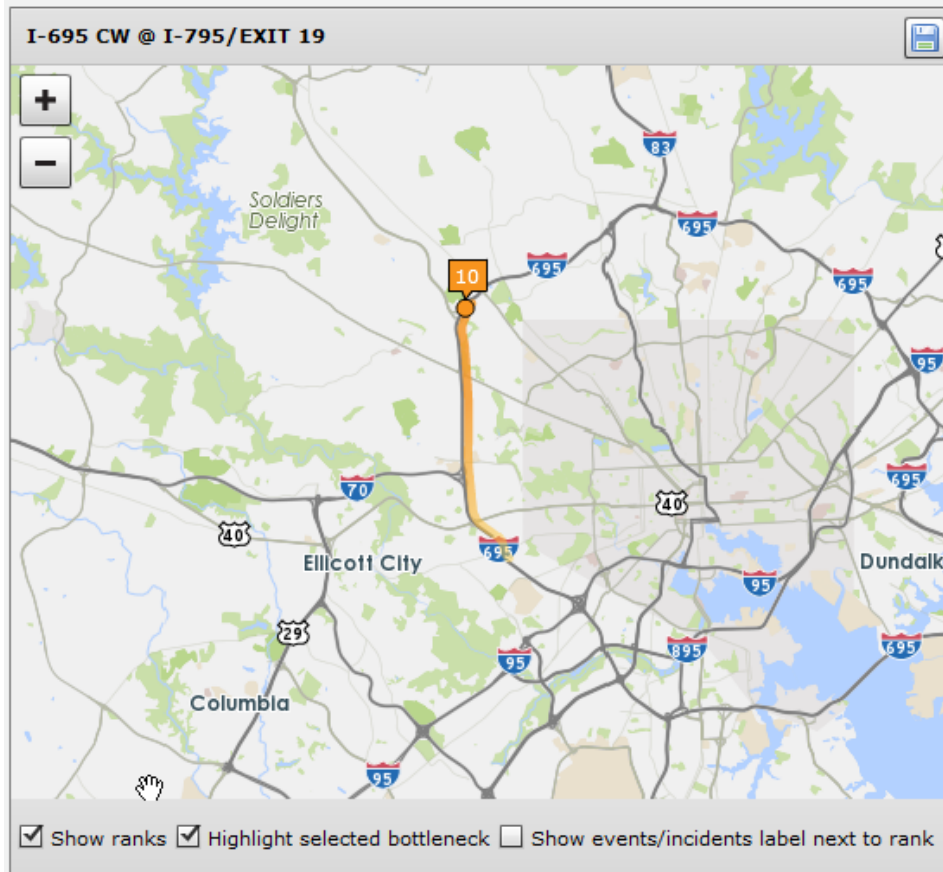 I-695 CW @ I-795/EXIT 19
+
−
83
Soldiers
Delight
695
695
10
695
95
70
695
40
40
695
Ellicott City
Dundalk
95
29
95
895
695
Columbia
95
Show ranks Highlight selected bottleneck Show events/incidents label next to rank